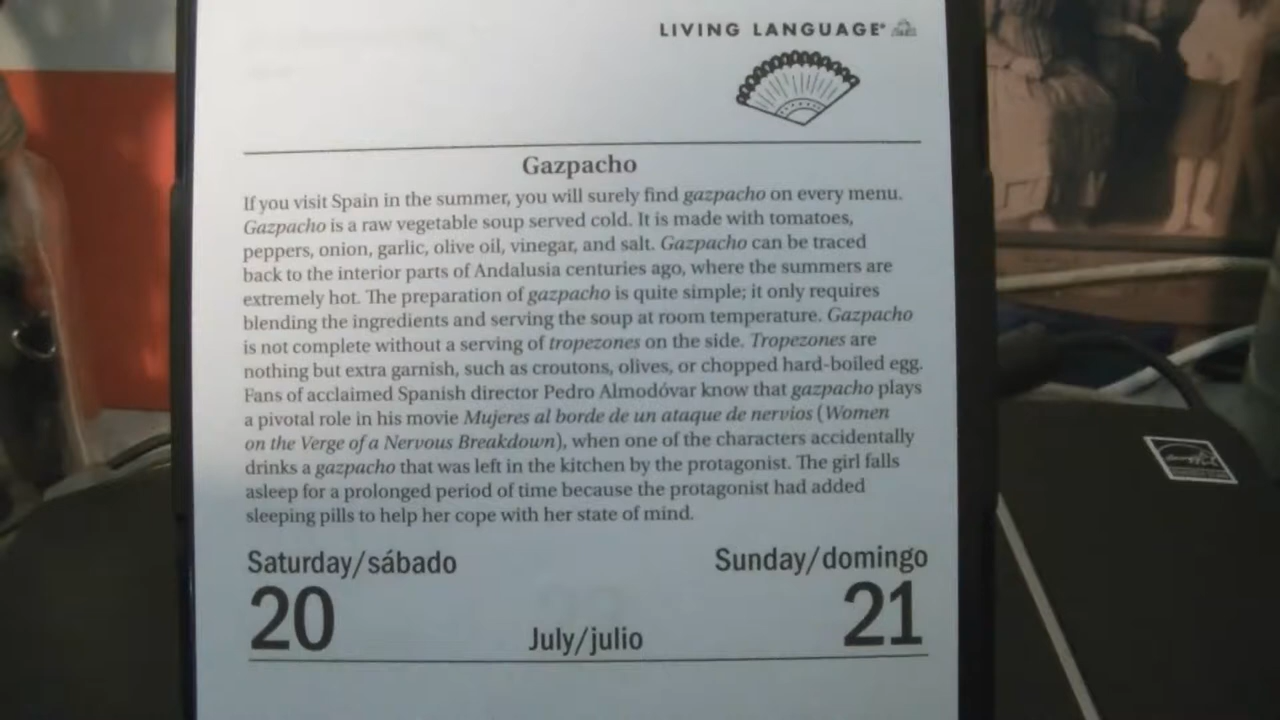 LIVING LANGUAGE®
Gazpacho
If you visit Spain in the summer, you will surely find gazpacho on every menu.
Gazpacho is a raw vegetable soup served cold. It is made with tomatoes,
peppers, onion, garlic, olive oil, vinegar, and salt. Gazpacho can be traced
back to the interior parts of Andalusia centuries ago, where the summers are
extremely hot. The preparation of gazpacho is quite simple; it only requires
blending the ingredients and serving the soup at room temperature. Gazpacho
is not complete without a serving of tropezones on the side. Tropezones are
nothing but extra garnish, such as croutons, olives, or chopped hard-boiled egg.
Fans of acclaimed Spanish director Pedro Almodóvar know that gazpacho plays
a pivotal role in his movie Mujeres al borde de un ataque de nervios (Women
on the Verge of a Nervous Breakdown), when one of the characters accidentally
drinks a gazpacho that was left in the kitchen by the protagonist. The girl falls
asleep for a prolonged period of time because the protagonist had added
sleeping pills to help her cope with her state of mind.
Saturday/sábado
Sunday/domingo
20
July/julio
21